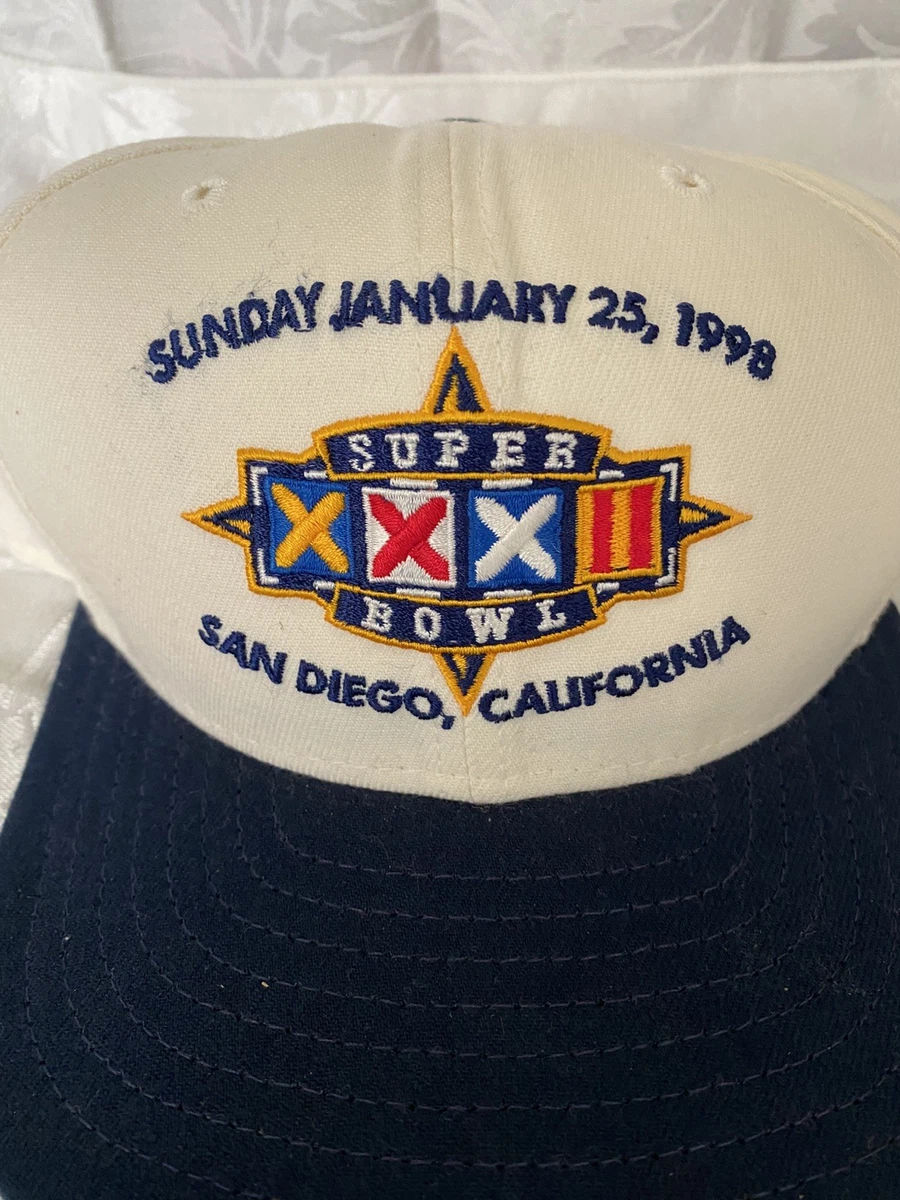 SUNDAY JANUARY 25, 1998
SUPER
XXXII
BOWL
SAN DIEGO, CALIFORNIA